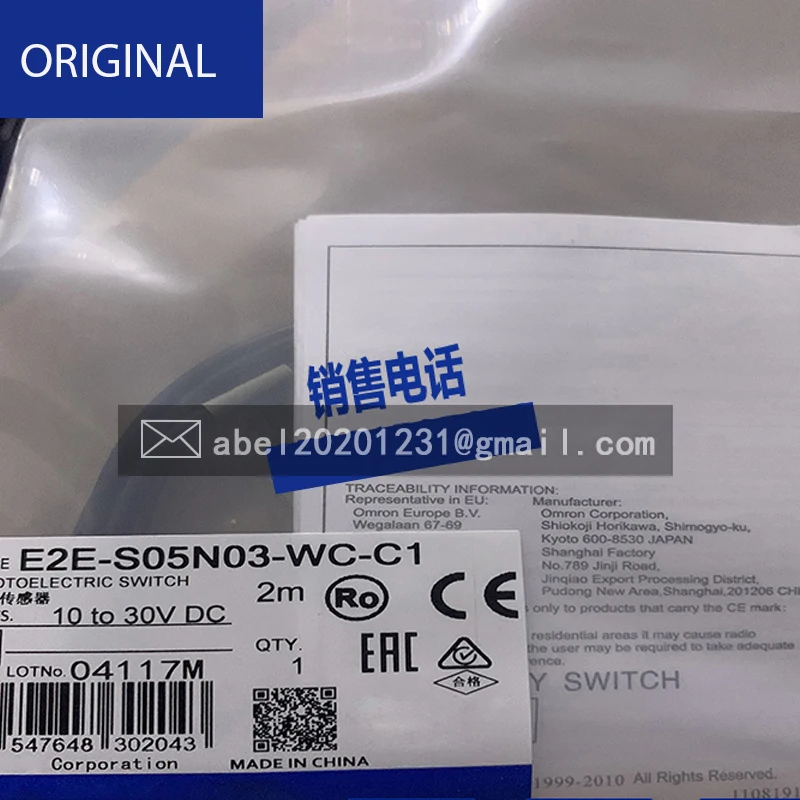 ORIGINAL
销售电话
abel20201231@gmail.com
TRACEABILITY INFORMATION:
Representative in EU:
Omron Europe B.V.
Wegalaan 67-69
Manufacturer:
Omron Corporation,
Shiokoji Horikawa, Shimogyo-ku,
Kyoto 600-8530 JAPAN
Shanghai Factory
No.789 Jinji Road,
Jinqiao Export Processing District,
Pudong New Area,Shanghai,201206
only to products that carry the CE mark:
residential areas it may cause radio
the user may be required to take adequate
Y SWITCH
1999-2010 All Rights Reserved.
1108191
E E2E-S05N03-WC-C1
OTOELECTRIC SWITCH
传感器
S. 10 to 30V DC
2m
Ro
CE
LOTNo. 04117M
QTY.
1
EAC
合格
547648 302043
Corporation
MADE IN CHINA